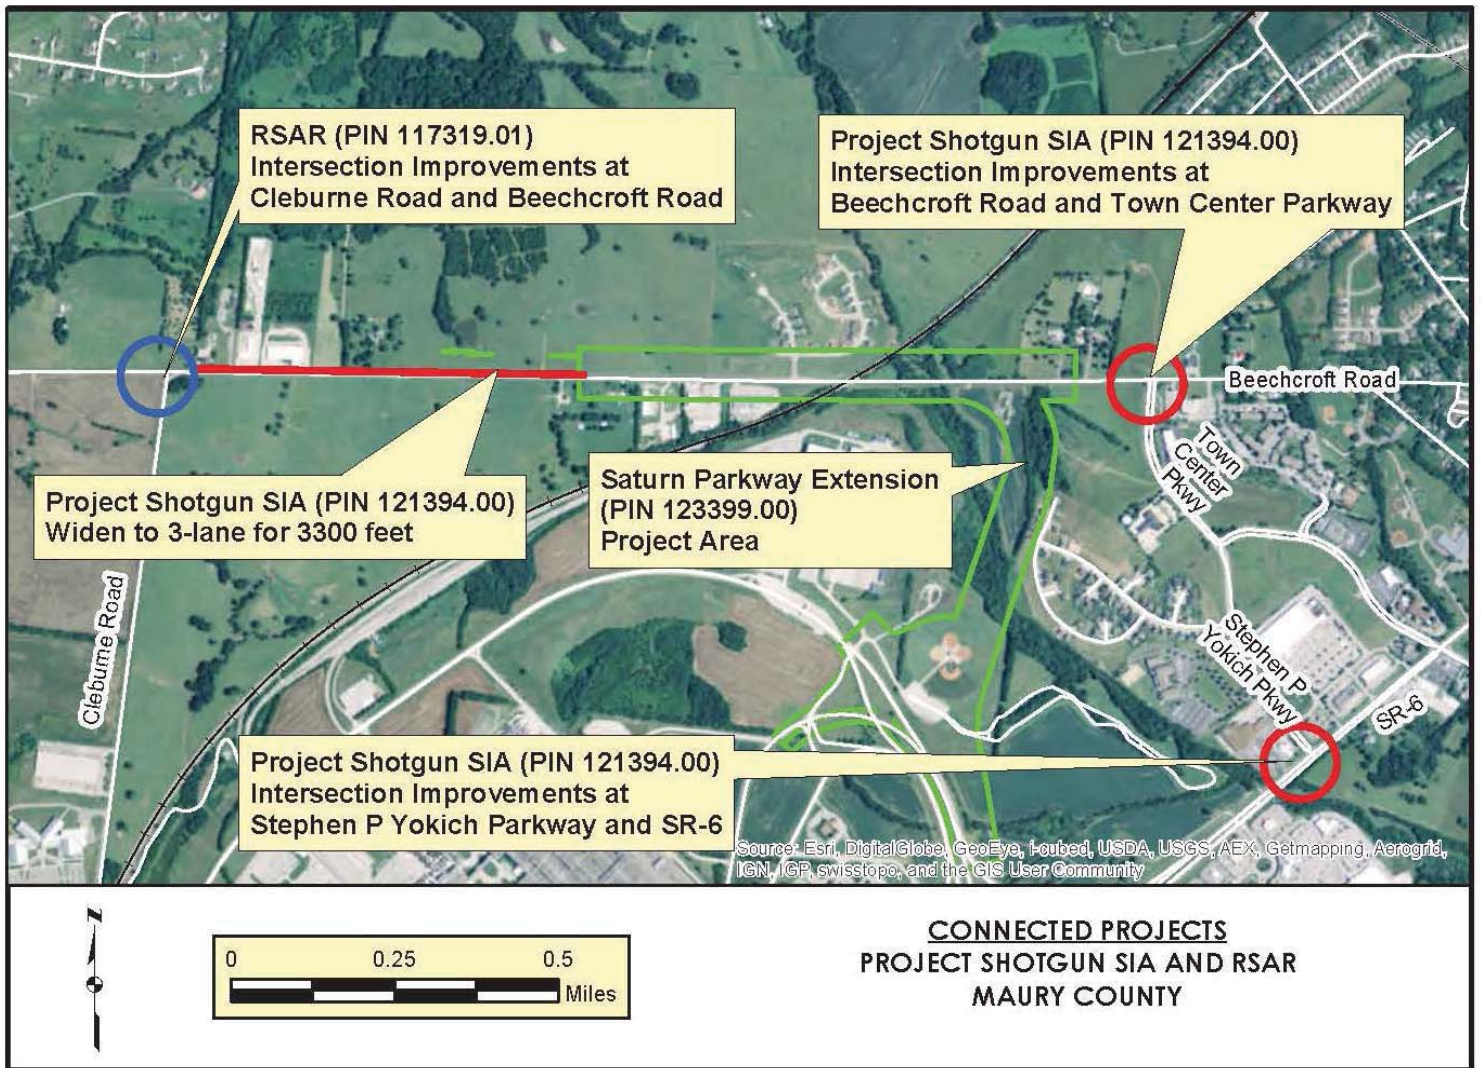 RSAR (PIN 117319.01)
Intersection Improvements at
Cleburne Road and Beechcroft Road
Project Shotgun SIA (PIN 121394.00)
Intersection Improvements at
Beechcroft Road and Town Center Parkway
Beechcroft Road
Town
Center
Pkwy
Project Shotgun SIA (PIN 121394.00)
Widen to 3-lane for 3300 feet
Saturn Parkway Extension
(PIN 123399.00)
Project Area
Cleburne Road
Stephen P
Yokich Pkwy
SR-6
Project Shotgun SIA (PIN 121394.00)
Intersection Improvements at
Stephen P Yokich Parkway and SR-6
Source: Esri, DigitalGlobe, GeoEye, i-cubed, USDA, USGS, AEX, Getmapping, Aerogrid,
IGN, IGP, swisstopo, and the GIS User Community
Z
0 0.25 0.5
Miles
CONNECTED PROJECTS
PROJECT SHOTGUN SIA AND RSAR
MAURY COUNTY